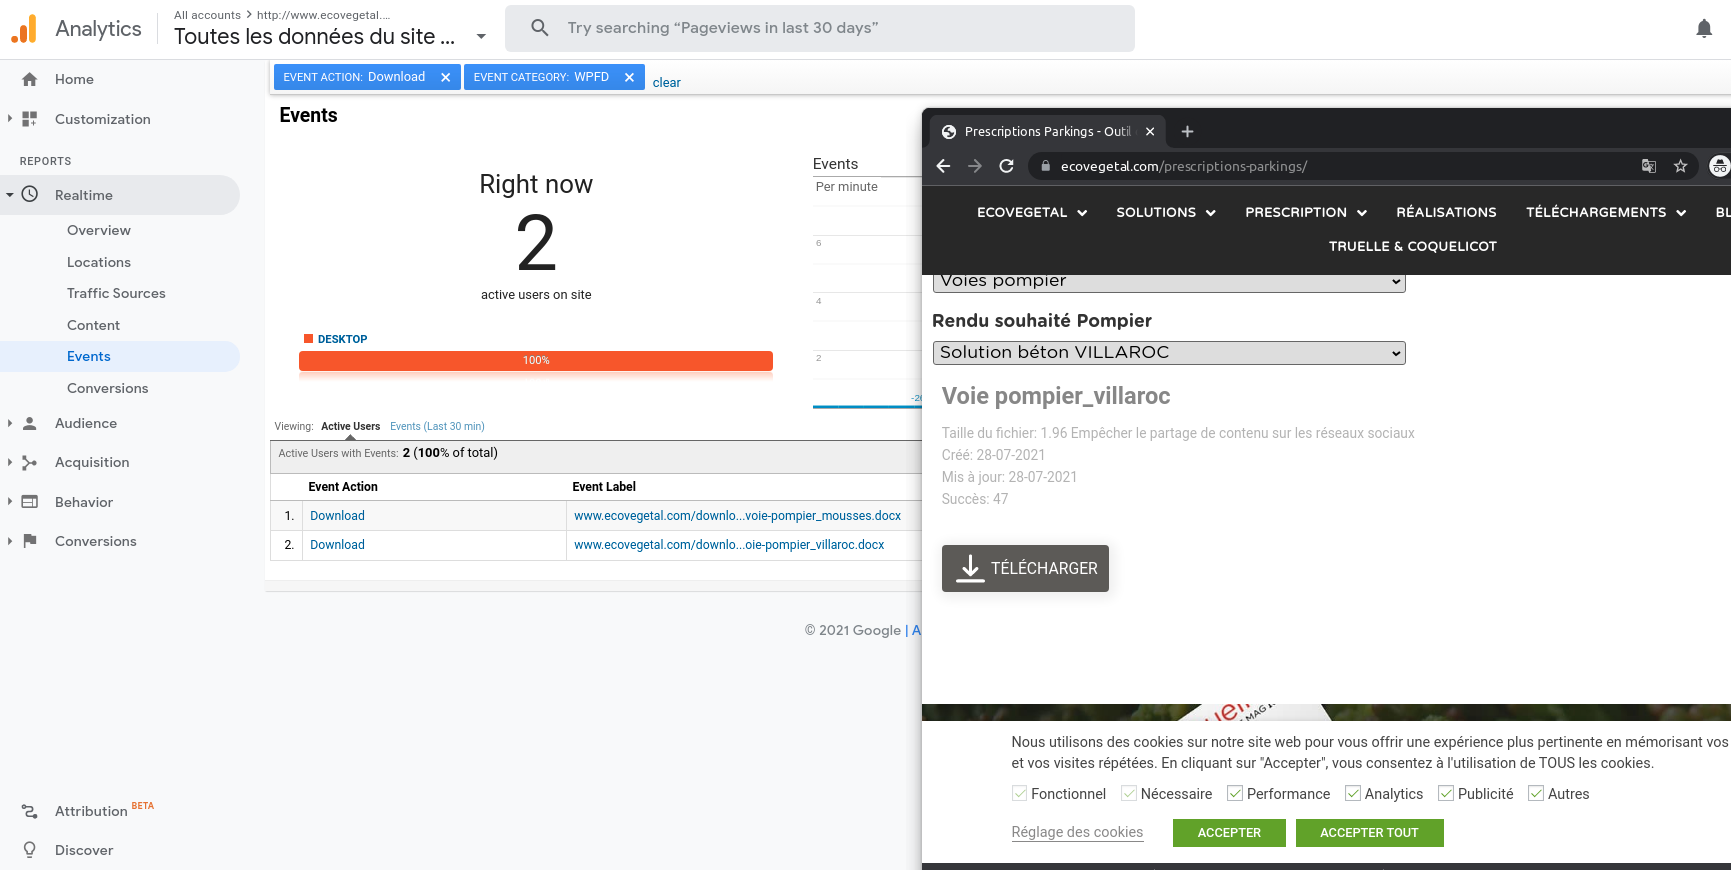 Analytics
All accounts > http://www.ecovegetal....
Toutes les données du site ...
Try searching “Pageviews in last 30 days”
Home
Customization
REPORTS
Realtime
Overview
Locations
Traffic Sources
Content
Events
Conversions
Audience
Acquisition
Behavior
Conversions
Attribution BETA
Discover
EVENT ACTION: Download × EVENT CATEGORY: WPFD × clear
Events
Right now
2
active users on site
DESKTOP
100%
Events
Per minute
6
4
2
Viewing: Active Users Events (Last 30 min)
Active Users with Events: 2 (100% of total)
Event Action Event Label
1. Download www.ecovegetal.com/downlo...voie-pompier_mousses.docx
2. Download www.ecovegetal.com/downlo...oie-pompier_villaroc.docx
© 2021 Google | A
Prescriptions Parkings - Outil
ecovegetal.com/prescriptions-parkings/
ECOVEGETAL SOLUTIONS PRESCRIPTION RÉALISATIONS TÉLÉCHARGEMENTS BL
TRUELLE & COQUELICOT
Voies pompier
Rendu souhaité Pompier
Solution béton VILLAROC
Voie pompier_villaroc
Taille du fichier: 1.96 Empêcher le partage de contenu sur les réseaux sociaux
Créé: 28-07-2021
Mis à jour: 28-07-2021
Succès: 47
TÉLÉCHARGER
Nous utilisons des cookies sur notre site web pour vous offrir une expérience plus pertinente en mémorisant vos
et vos visites répétées. En cliquant sur "Accepter", vous consentez à l'utilisation de TOUS les cookies.
Fonctionnel Nécessaire Performance Analytics Publicité Autres
Réglage des cookies ACCEPTER ACCEPTER TOUT